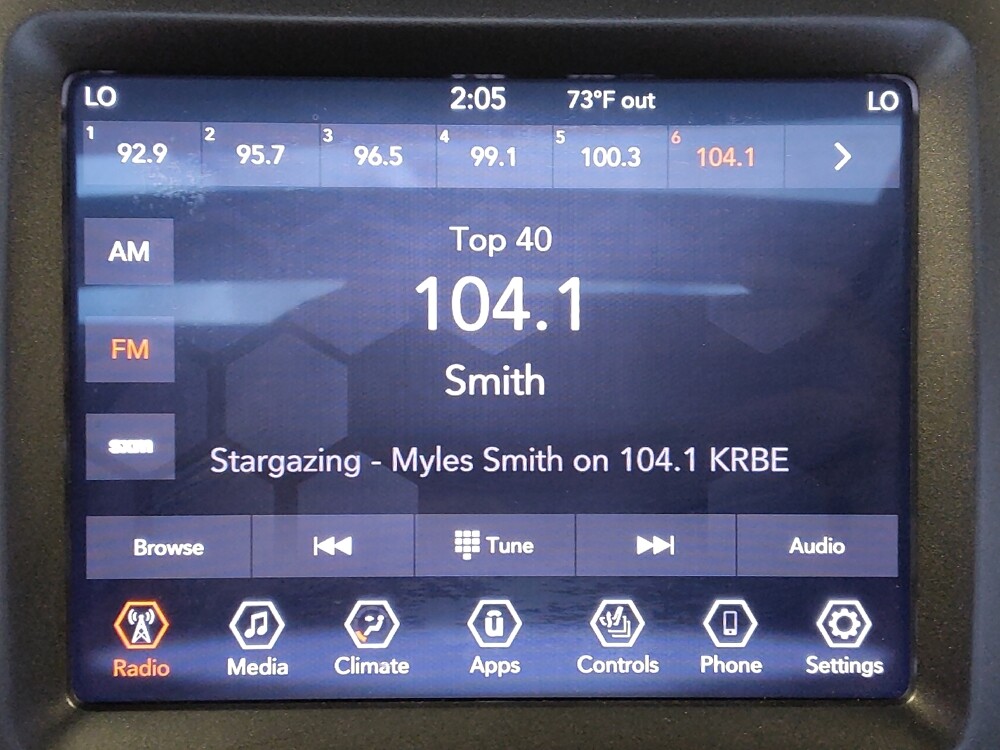 LO 2:05 73°F out LO
1 92.9 2 95.7 3 96.5 4 99.1 5 100.3 6 104.1
AM
Top 40
104.1
FM
Smith
sxm
Stargazing - Myles Smith on 104.1 KRBE
Browse Tune Audio
Radio Media Climate Apps Controls Phone Settings